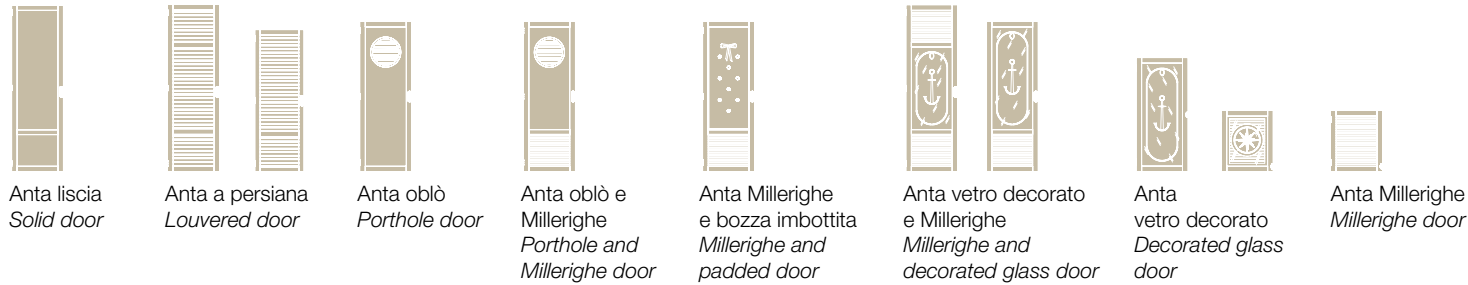 Anta liscia
Solid door
Anta a persiana
Louvered door
Anta oblò
Porthole door
Anta oblò e
Millerighe
Porthole and
Millerighe door
Anta Millerighe
e bozza imbottita
Millerighe and
padded door
Anta vetro decorato
e Millerighe
Millerighe and
decorated glass door
Anta
vetro decorato
Decorated glass
door
Anta Millerighe
Millerighe door